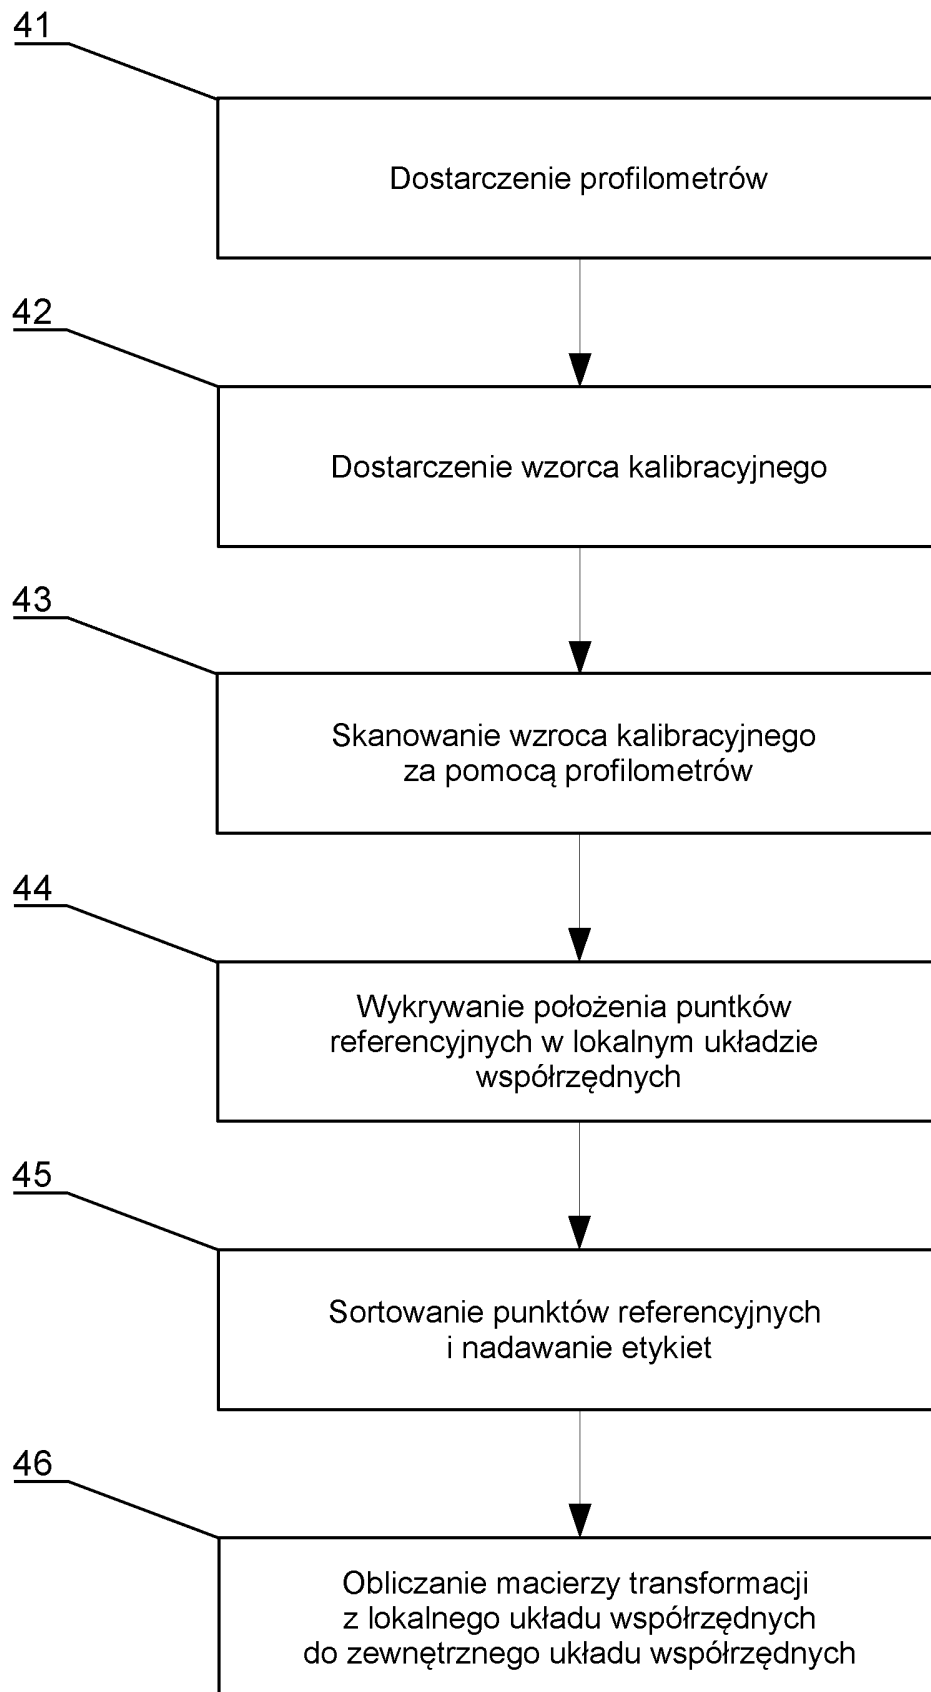 41
Dostarczenie profilometrów
42
Dostarczenie wzorca kalibracyjnego
43
Skanowanie wzroca kalibracyjnego
za pomocą profilometrów
44
Wykrywanie położenia puntków
referencyjnych w lokalnym układzie
współrzędnych
45
Sortowanie punktów referencyjnych
i nadawanie etykiet
46
Obliczanie macierzy transformacji
z lokalnego układu współrzędnych
do zewnętrznego układu współrzędnych